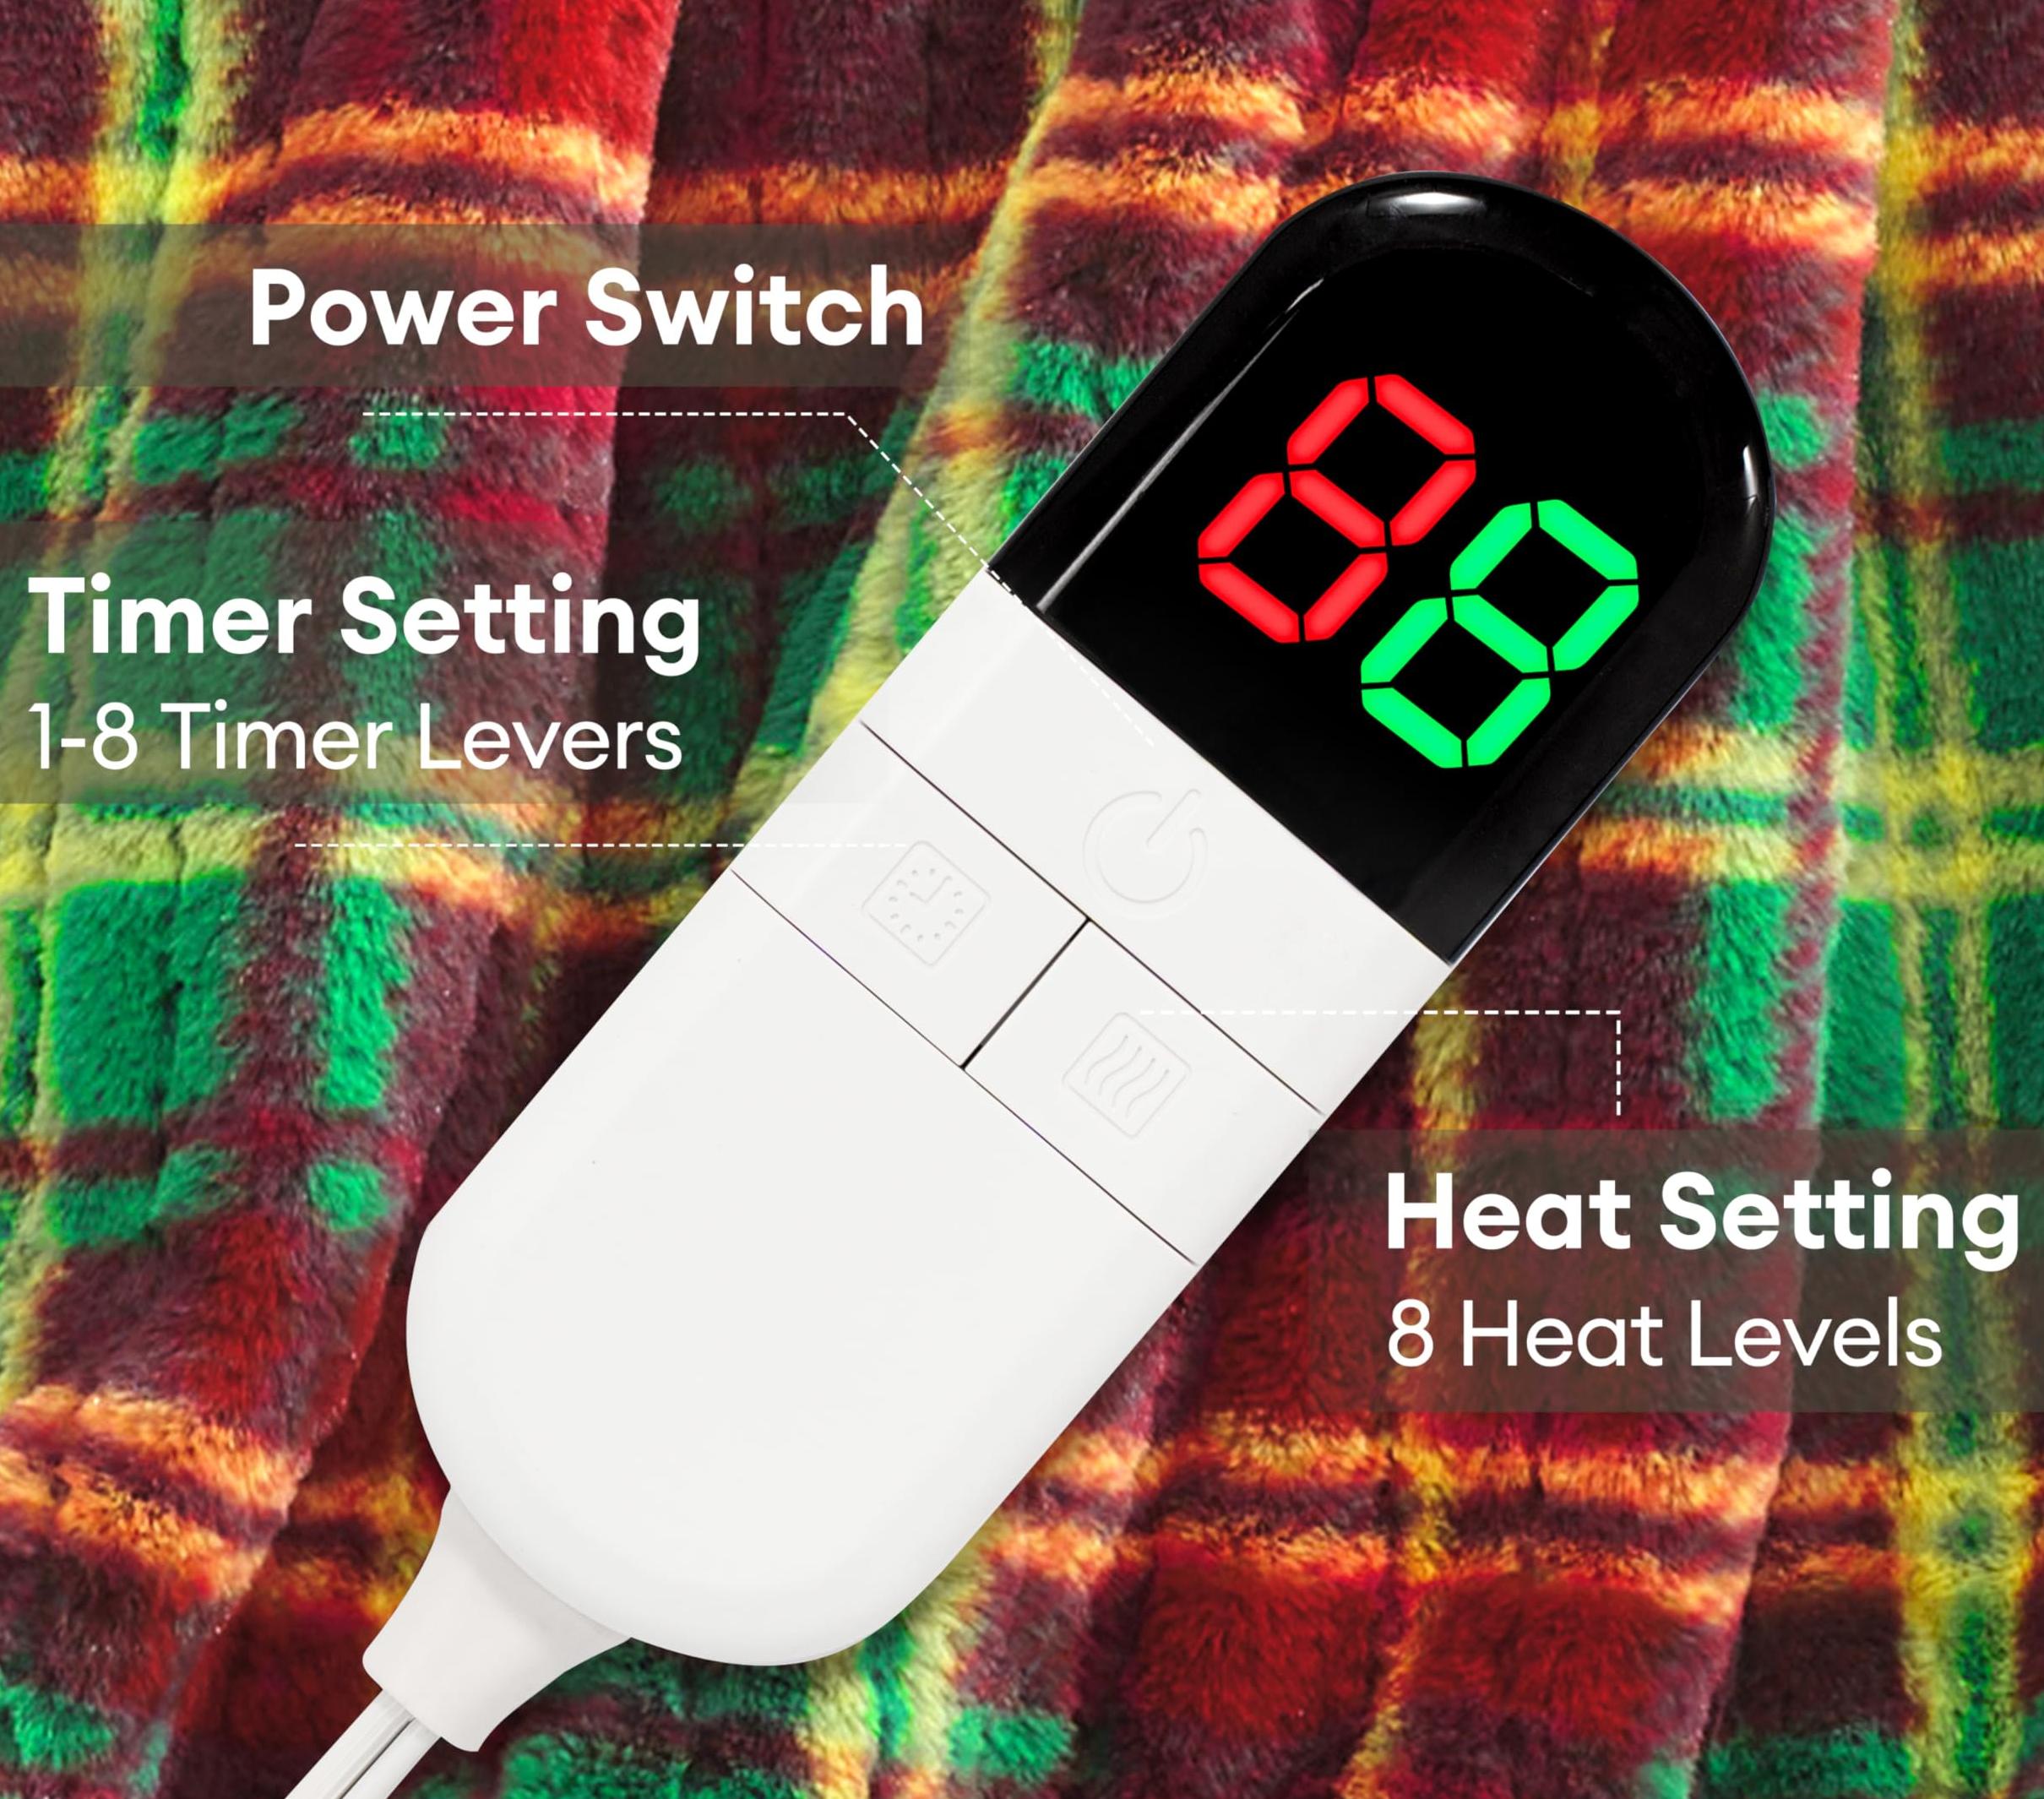 Power Switch
88
Timer Setting
1-8 Timer Levers
Heat Setting
8 Heat Levels